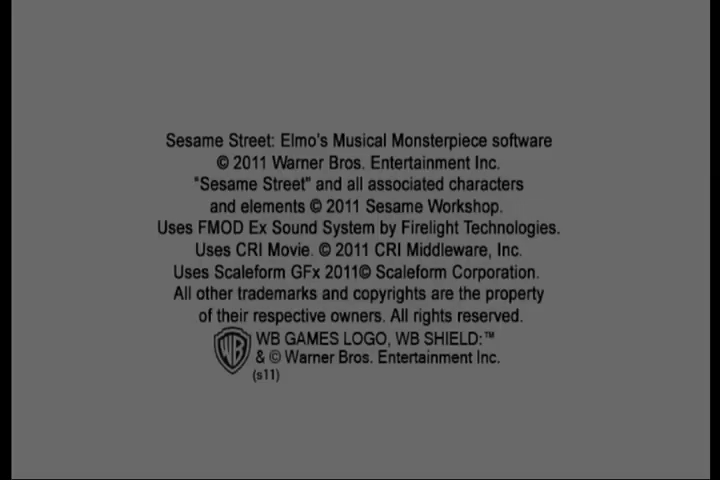 Sesame Street: Elmo's Musical Monsterpiece software
© 2011 Warner Bros. Entertainment Inc.
"Sesame Street" and all associated characters
and elements © 2011 Sesame Workshop.
Uses FMOD Ex Sound System by Firelight Technologies.
Uses CRI Movie. © 2011 CRI Middleware, Inc.
Uses Scaleform GFx 2011© Scaleform Corporation.
All other trademarks and copyrights are the property
of their respective owners. All rights reserved.
WB
WB GAMES LOGO, WB SHIELD:™
& © Warner Bros. Entertainment Inc.
(s11)